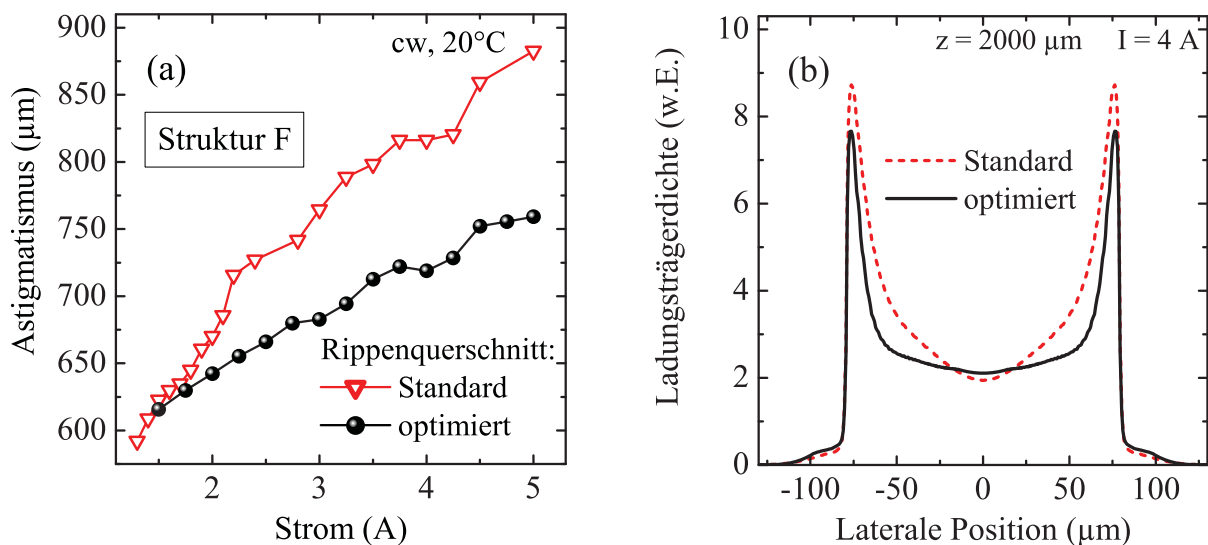 (a)
cw, 20°C
Struktur F
Rippenquerschnitt:
Standard
optimiert
Astigmatismus (µm)
900
850
800
750
700
650
600
2
3
4
5
Strom (A)
(b)
z = 2000 µm I = 4 A
Standard
optimiert
Ladungsträgerdichte (w.E.)
10
8
6
4
2
0
-100
-50
0
50
100
Laterale Position (µm)